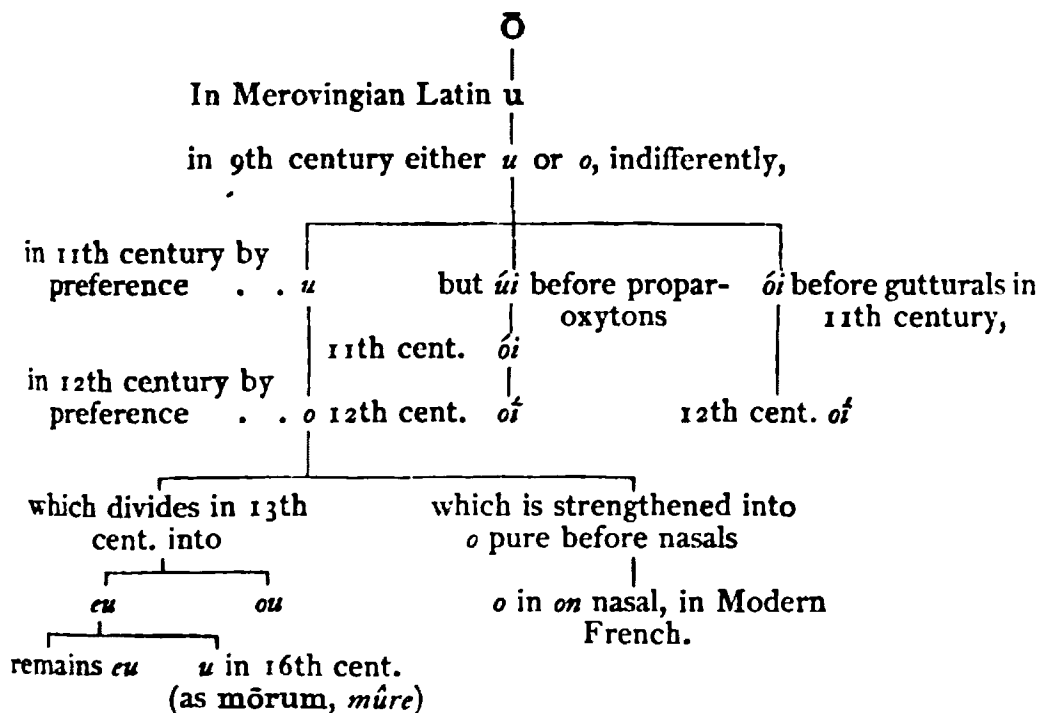 Ō
In Merovingian Latin u
in 9th century either u or o, indifferently,
in 11th century by
preference . . u
but úi before propar-
oxytons
ói before gutturals in
11th century,
11th cent. ói
in 12th century by
preference . . o
12th cent. oí
12th cent. oí
which divides in 13th
cent. into
which is strengthened into
o pure before nasals
eu
ou
o in on nasal, in Modern
French.
remains eu
u in 16th cent.
(as mōrum, mûre)